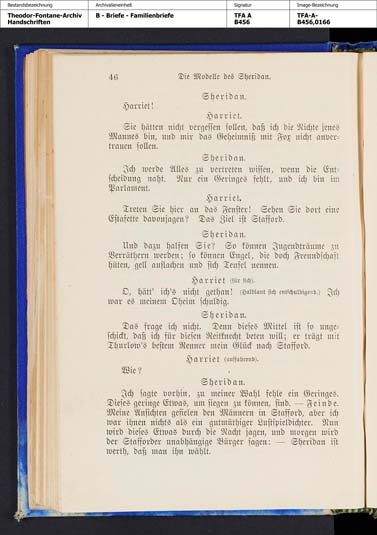 Bestandsbezeichnung
Archivalieneinheit
Signatur
Image-Bezeichnung
Theodor-Fontane-Archiv
Handschriften
B - Briefe - Familienbriefe
TFA A
B456
TFA-A-
B456,0166
46 Die Modelle des Sheridan.
Sheridan.
Harriet!
Harriet.
Sie hätten nicht vergessen sollen, daß ich die Nichte jenes
Mannes bin, und mir das Geheimniß mit Fox nicht anver-
trauen sollen.
Sheridan.
Ich werde Alles zu vertreten wissen, wenn die Ent-
scheidung naht. Nur ein Geringes fehlt, und ich bin im
Parlament.
Harriet.
Treten Sie hier an das Fenster! Sehen Sie dort eine
Estafette davonjagen? Das Ziel ist Stafford.
Sheridan.
Und dazu halfen Sie? So können Jugendträume zu
Verräthern werden; so können Engel, die doch Freundschaft
hüten, gell auflachen und sich Teufel nennen.
Harriet (für sich).
O, hätt' ich's nicht gethan! (Halblaut sich entschuldigend.) Ich
war es meinem Oheim schuldig.
Sheridan.
Das frage ich nicht. Denn dieses Mittel ist so unge-
schickt, daß ich für diesen Reitknecht beten will; er trägt mit
Thurlow's bestem Renner mein Glück nach Stafford.
Harriet (auffahrend).
Wie?
Sheridan.
Ich sagte vorhin, zu meiner Wahl fehle ein Geringes.
Dieses geringe Etwas, um siegen zu können, sind. — Feinde.
Meine Ansichten gefielen den Männern in Stafford, aber ich
war ihnen nichts als ein gutmüthiger Lustspieldichter. Nun
wird dieses Etwas durch die Nacht jagen, und morgen wird
der Stafforder unabhängige Bürger sagen: — Sheridan ist
werth, daß man ihn wählt.